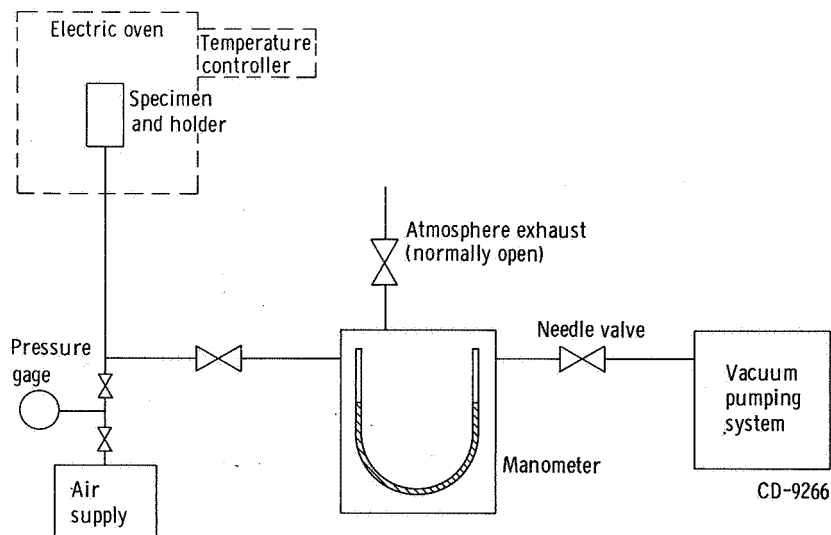 Electric oven
Temperature
controller
Specimen
and holder
Atmosphere exhaust
(normally open)
Needle valve
Pressure
gage
Vacuum
pumping
system
Manometer
Air
supply
CD-9266